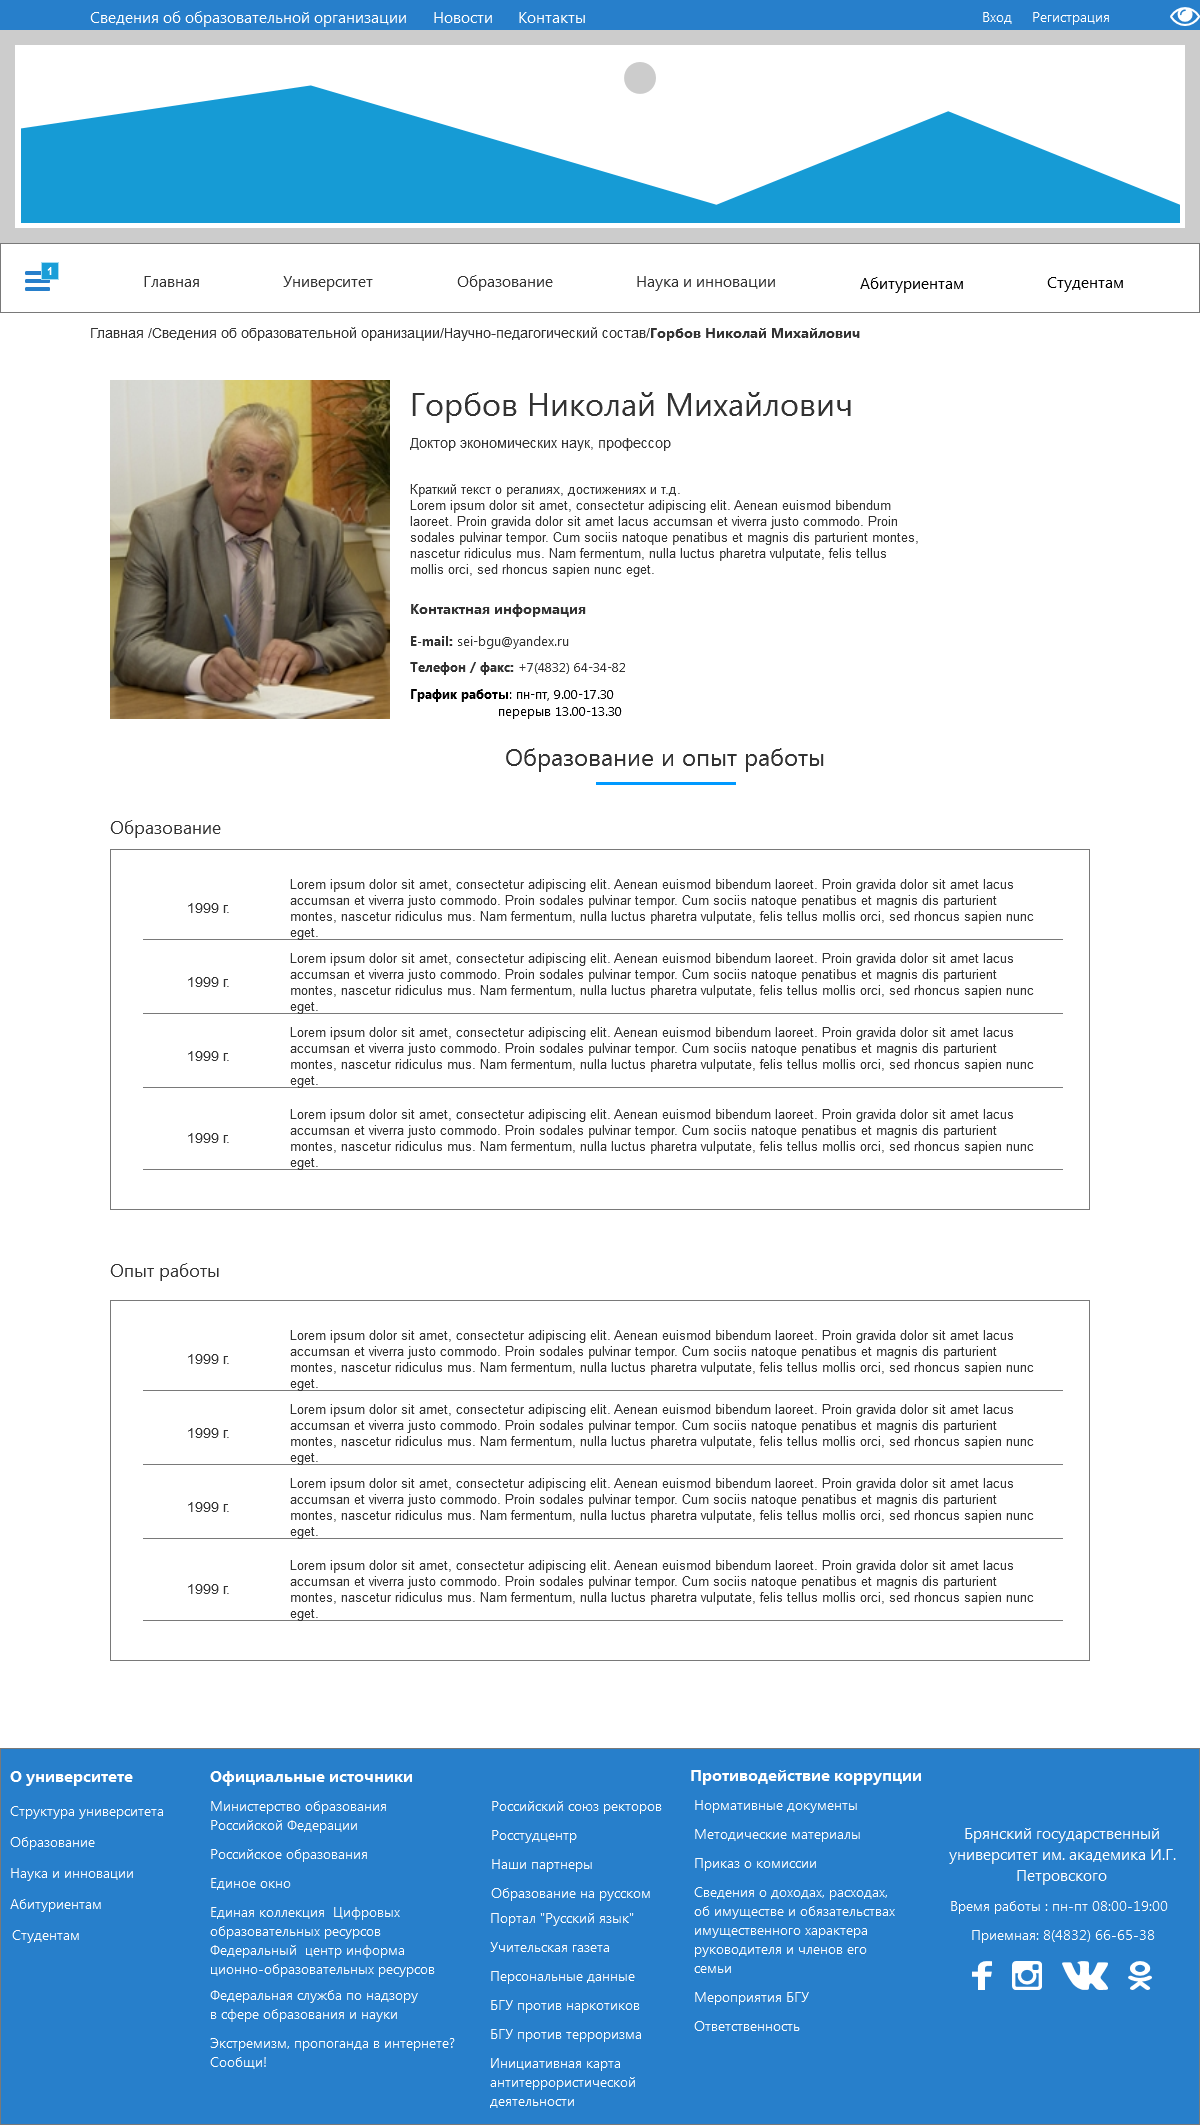 Сведения об образовательной организации Новости Контакты Вход Регистрация
1
Главная Университет Образование Наука и инновации Абитуриентам Студентам
Главная /Сведения об образовательной оранизации/Научно-педагогический состав/Горбов Николай Михайлович
Горбов Николай Михайлович
Доктор экономических наук, профессор
Краткий текст о регалиях, достижениях и т.д.
Lorem ipsum dolor sit amet, consectetur adipiscing elit. Aenean euismod bibendum
laoreet. Proin gravida dolor sit amet lacus accumsan et viverra justo commodo. Proin
sodales pulvinar tempor. Cum sociis natoque penatibus et magnis dis parturient montes,
nascetur ridiculus mus. Nam fermentum, nulla luctus pharetra vulputate, felis tellus
mollis orci, sed rhoncus sapien nunc eget.
Контактная информация
E-mail: sei-bgu@yandex.ru
Телефон / факс: +7(4832) 64-34-82
График работы: пн-пт, 9.00-17.30
перерыв 13.00-13.30
Образование и опыт работы
Образование
1999 г.
Lorem ipsum dolor sit amet, consectetur adipiscing elit. Aenean euismod bibendum laoreet. Proin gravida dolor sit amet lacus
accumsan et viverra justo commodo. Proin sodales pulvinar tempor. Cum sociis natoque penatibus et magnis dis parturient
montes, nascetur ridiculus mus. Nam fermentum, nulla luctus pharetra vulputate, felis tellus mollis orci, sed rhoncus sapien nunc
eget.
1999 г.
Lorem ipsum dolor sit amet, consectetur adipiscing elit. Aenean euismod bibendum laoreet. Proin gravida dolor sit amet lacus
accumsan et viverra justo commodo. Proin sodales pulvinar tempor. Cum sociis natoque penatibus et magnis dis parturient
montes, nascetur ridiculus mus. Nam fermentum, nulla luctus pharetra vulputate, felis tellus mollis orci, sed rhoncus sapien nunc
eget.
1999 г.
Lorem ipsum dolor sit amet, consectetur adipiscing elit. Aenean euismod bibendum laoreet. Proin gravida dolor sit amet lacus
accumsan et viverra justo commodo. Proin sodales pulvinar tempor. Cum sociis natoque penatibus et magnis dis parturient
montes, nascetur ridiculus mus. Nam fermentum, nulla luctus pharetra vulputate, felis tellus mollis orci, sed rhoncus sapien nunc
eget.
1999 г.
Lorem ipsum dolor sit amet, consectetur adipiscing elit. Aenean euismod bibendum laoreet. Proin gravida dolor sit amet lacus
accumsan et viverra justo commodo. Proin sodales pulvinar tempor. Cum sociis natoque penatibus et magnis dis parturient
montes, nascetur ridiculus mus. Nam fermentum, nulla luctus pharetra vulputate, felis tellus mollis orci, sed rhoncus sapien nunc
eget.
Опыт работы
1999 г.
Lorem ipsum dolor sit amet, consectetur adipiscing elit. Aenean euismod bibendum laoreet. Proin gravida dolor sit amet lacus
accumsan et viverra justo commodo. Proin sodales pulvinar tempor. Cum sociis natoque penatibus et magnis dis parturient
montes, nascetur ridiculus mus. Nam fermentum, nulla luctus pharetra vulputate, felis tellus mollis orci, sed rhoncus sapien nunc
eget.
1999 г.
Lorem ipsum dolor sit amet, consectetur adipiscing elit. Aenean euismod bibendum laoreet. Proin gravida dolor sit amet lacus
accumsan et viverra justo commodo. Proin sodales pulvinar tempor. Cum sociis natoque penatibus et magnis dis parturient
montes, nascetur ridiculus mus. Nam fermentum, nulla luctus pharetra vulputate, felis tellus mollis orci, sed rhoncus sapien nunc
eget.
1999 г.
Lorem ipsum dolor sit amet, consectetur adipiscing elit. Aenean euismod bibendum laoreet. Proin gravida dolor sit amet lacus
accumsan et viverra justo commodo. Proin sodales pulvinar tempor. Cum sociis natoque penatibus et magnis dis parturient
montes, nascetur ridiculus mus. Nam fermentum, nulla luctus pharetra vulputate, felis tellus mollis orci, sed rhoncus sapien nunc
eget.
1999 г.
Lorem ipsum dolor sit amet, consectetur adipiscing elit. Aenean euismod bibendum laoreet. Proin gravida dolor sit amet lacus
accumsan et viverra justo commodo. Proin sodales pulvinar tempor. Cum sociis natoque penatibus et magnis dis parturient
montes, nascetur ridiculus mus. Nam fermentum, nulla luctus pharetra vulputate, felis tellus mollis orci, sed rhoncus sapien nunc
eget.
О университете
Структура университета
Образование
Наука и инновации
Абитуриентам
Студентам
Официальные источники
Министерство образования
Российской Федерации
Российское образования
Единое окно
Единая коллекция Цифровых
образовательных ресурсов
Федеральный центр информа
ционно-образовательных ресурсов
Федеральная служба по надзору
в сфере образования и науки
Экстремизм, пропоганда в интернете?
Сообщи!
Российский союз ректоров
Росстудцентр
Наши партнеры
Образование на русском
Портал "Русский язык"
Учительская газета
Персональные данные
БГУ против наркотиков
БГУ против терроризма
Инициативная карта
антитеррористической
деятельности
Противодействие коррупции
Нормативные документы
Методические материалы
Приказ о комиссии
Сведения о доходах, расходах,
об имуществе и обязательствах
имущественного характера
руководителя и членов его
семьи
Мероприятия БГУ
Ответственность
Брянский государственный
университет им. академика И.Г.
Петровского
Время работы : пн-пт 08:00-19:00
Приемная: 8(4832) 66-65-38